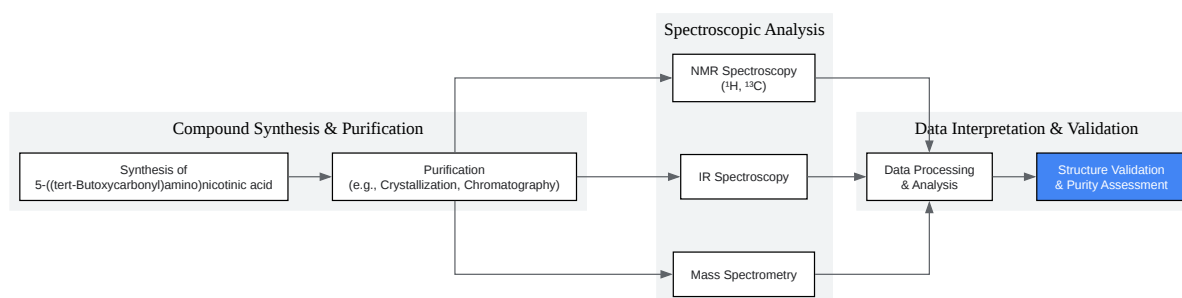 Spectroscopic Analysis
NMR Spectroscopy
(¹H, ¹³C)
Compound Synthesis & Purification
Data Interpretation & Validation
Synthesis of
5-((tert-Butoxycarbonyl)amino)nicotinic acid
Purification
(e.g., Crystallization, Chromatography)
IR Spectroscopy
Data Processing
& Analysis
Structure Validation
& Purity Assessment
Mass Spectrometry